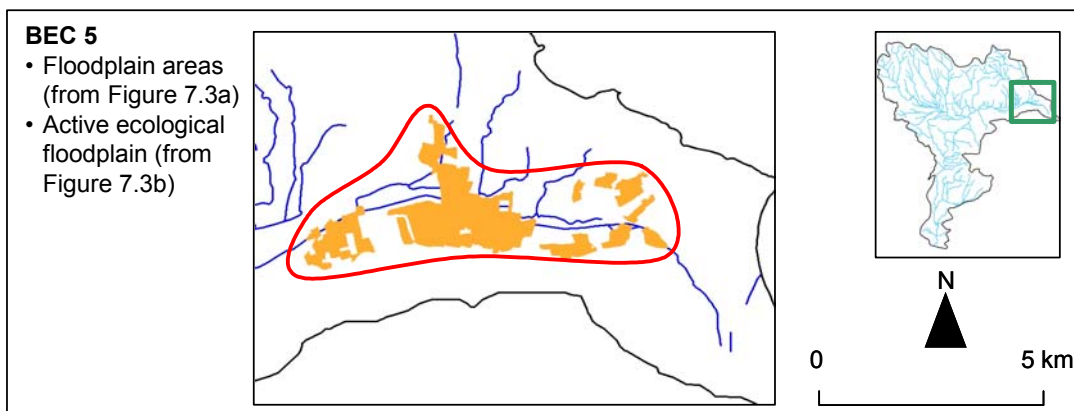 BEC 5
• Floodplain areas
(from Figure 7.3a)
• Active ecological
floodplain (from
Figure 7.3b)
N
0 5 km